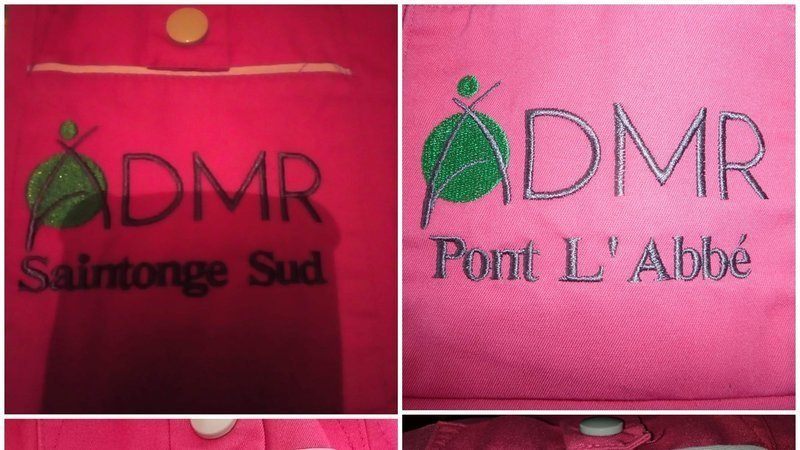 ADMR
Saintonge Sud
ADMR
Pont L'Abbé